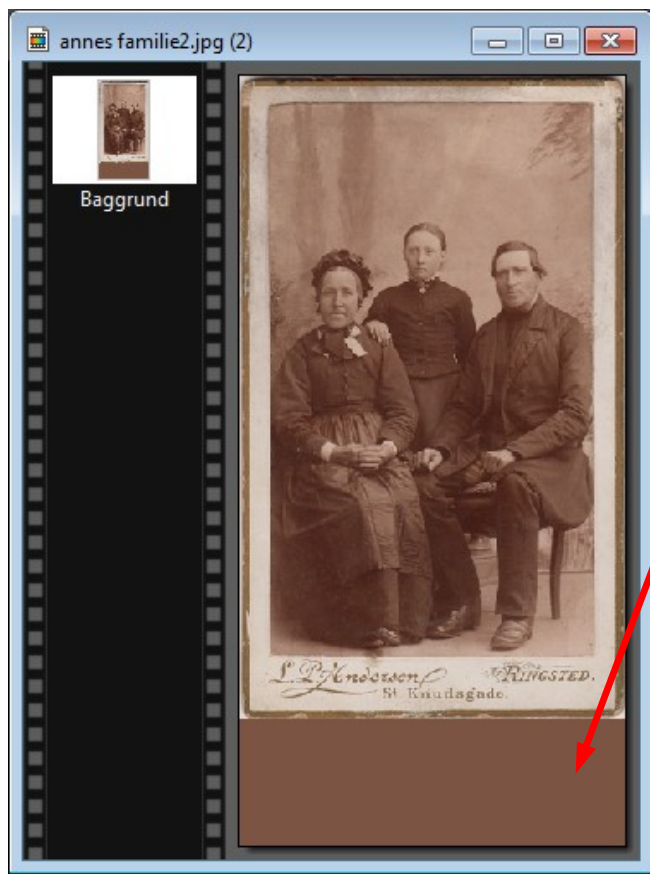 annes familie2.jpg (2)
Baggrund
L. P. Andersen RINGSTED.
St. Knudsgade.